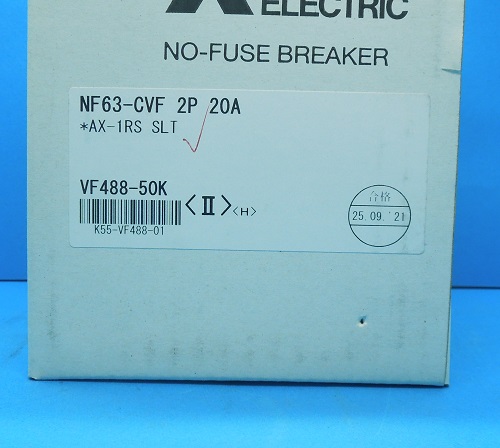 ELECTRIC
NO-FUSE BREAKER
NF63-CVF 2P 20A
*AX-1RS SLT
VF488-50K
<II><H>
K55-VF488-01
合格
25.09.'21